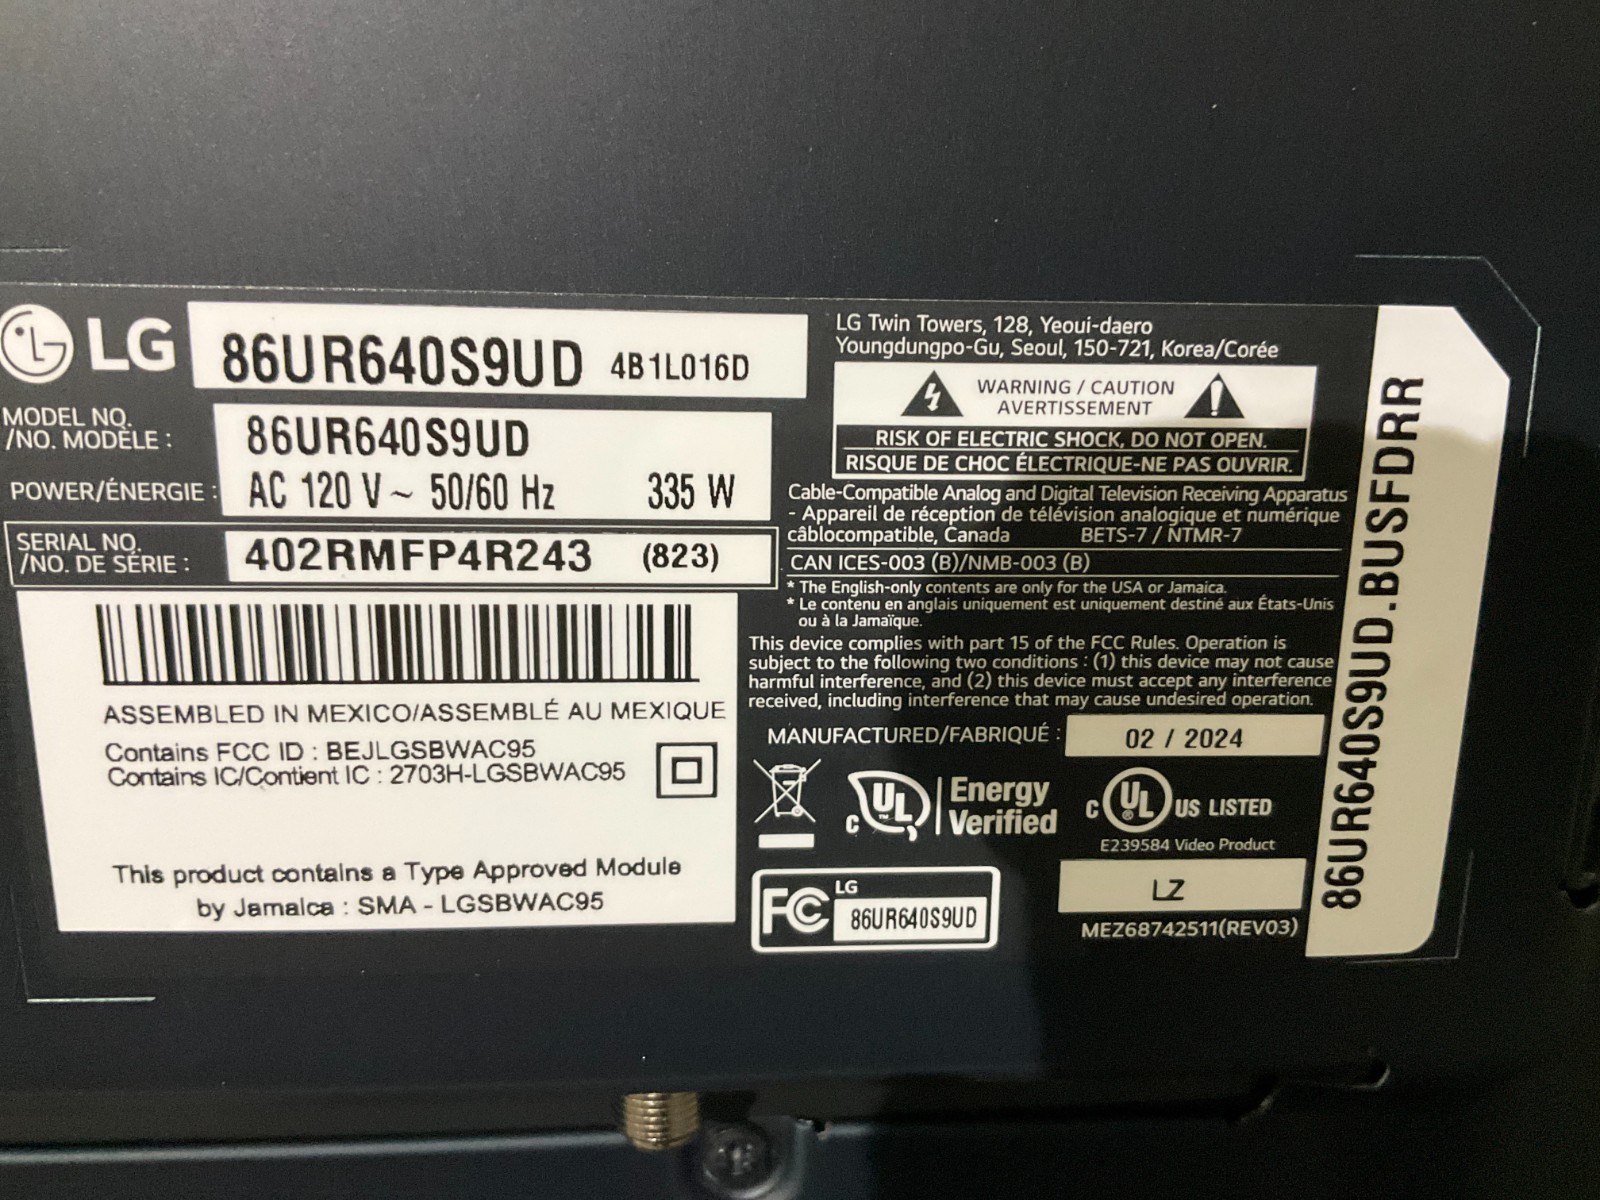 LG
86UR640S9UD 4B1L016D
MODEL NO.
/NO. MODÈLE :
86UR640S9UD
POWER/ÉNERGIE :
AC 120 V ~ 50/60 Hz 335 W
SERIAL NO.
/NO. DE SÉRIE :
402RMFP4R243 (823)
ASSEMBLED IN MEXICO/ASSEMBLÉ AU MEXIQUE
Contains FCC ID : BEJLGSBWAC95
Contains IC/Contient IC : 2703H-LGSBWAC95
This product contains a Type Approved Module
by Jamaica : SMA - LGSBWAC95
LG Twin Towers, 128, Yeoui-daero
Youngdungpo-Gu, Seoul, 150-721, Korea/Corée
WARNING / CAUTION
AVERTISSEMENT
RISK OF ELECTRIC SHOCK, DO NOT OPEN.
RISQUE DE CHOC ÉLECTRIQUE-NE PAS OUVRIR.
Cable-Compatible Analog and Digital Television Receiving Apparatus
- Appareil de réception de télévision analogique et numérique
câblocompatible, Canada BETS-7 / NTMR-7
CAN ICES-003 (B)/NMB-003 (B)
* The English-only contents are only for the USA or Jamaica.
* Le contenu en anglais uniquement est uniquement destiné aux États-Unis
ou à la Jamaïque.
This device complies with part 15 of the FCC Rules. Operation is
subject to the following two conditions : (1) this device may not cause
harmful interference, and (2) this device must accept any interference
received, including interference that may cause undesired operation.
MANUFACTURED/FABRIQUÉ : 02 / 2024
C UL ™ Energy
Verified
C UL ® US LISTED
E239584 Video Product
FC LG
86UR640S9UD
LZ
MEZ68742511(REV03)
86UR640S9UD.BUSFDRR